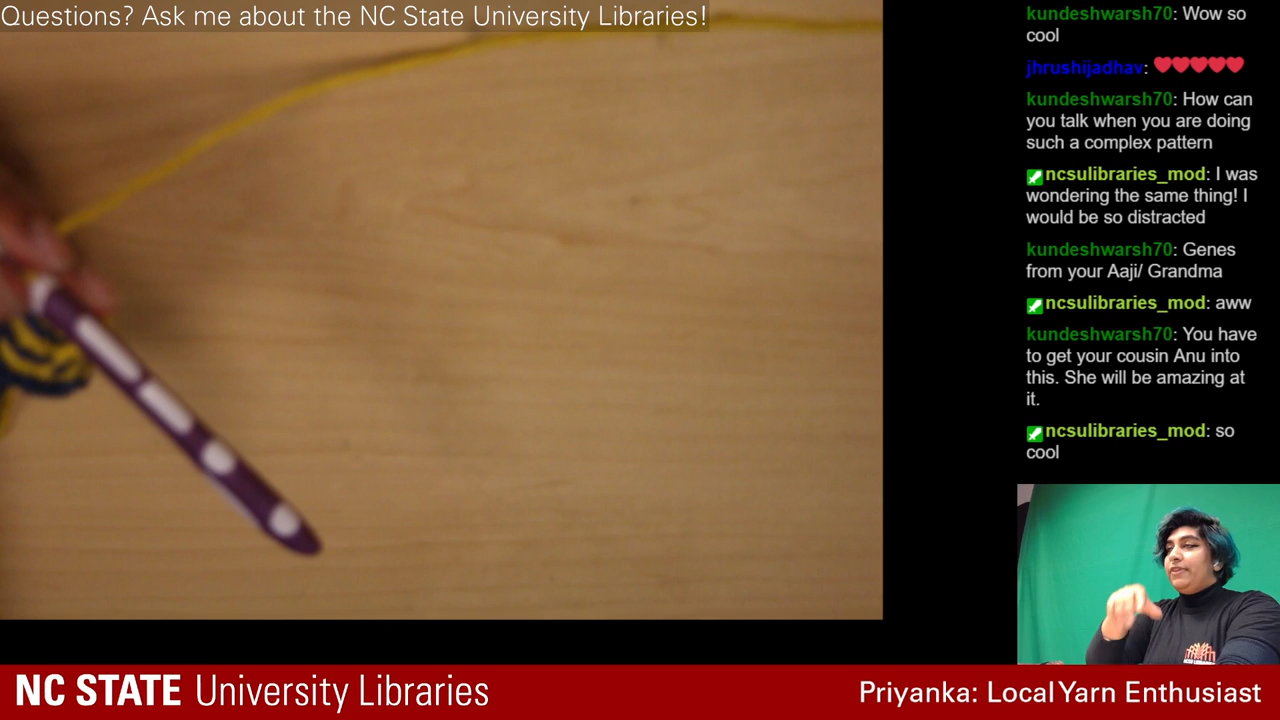 Questions? Ask me about the NC State University Libraries!
kundeshwarsh70: Wow so
cool
jhrushijadhav: ❤️❤️❤️❤️❤️
kundeshwarsh70: How can
you talk when you are doing
such a complex pattern
ncsulibraries_mod: I was
wondering the same thing! I
would be so distracted
kundeshwarsh70: Genes
from your Aaji/ Grandma
ncsulibraries_mod: aww
kundeshwarsh70: You have
to get your cousin Anu into
this. She will be amazing at
it.
ncsulibraries_mod: so
cool
NC STATE University Libraries
Priyanka: Local Yarn Enthusiast